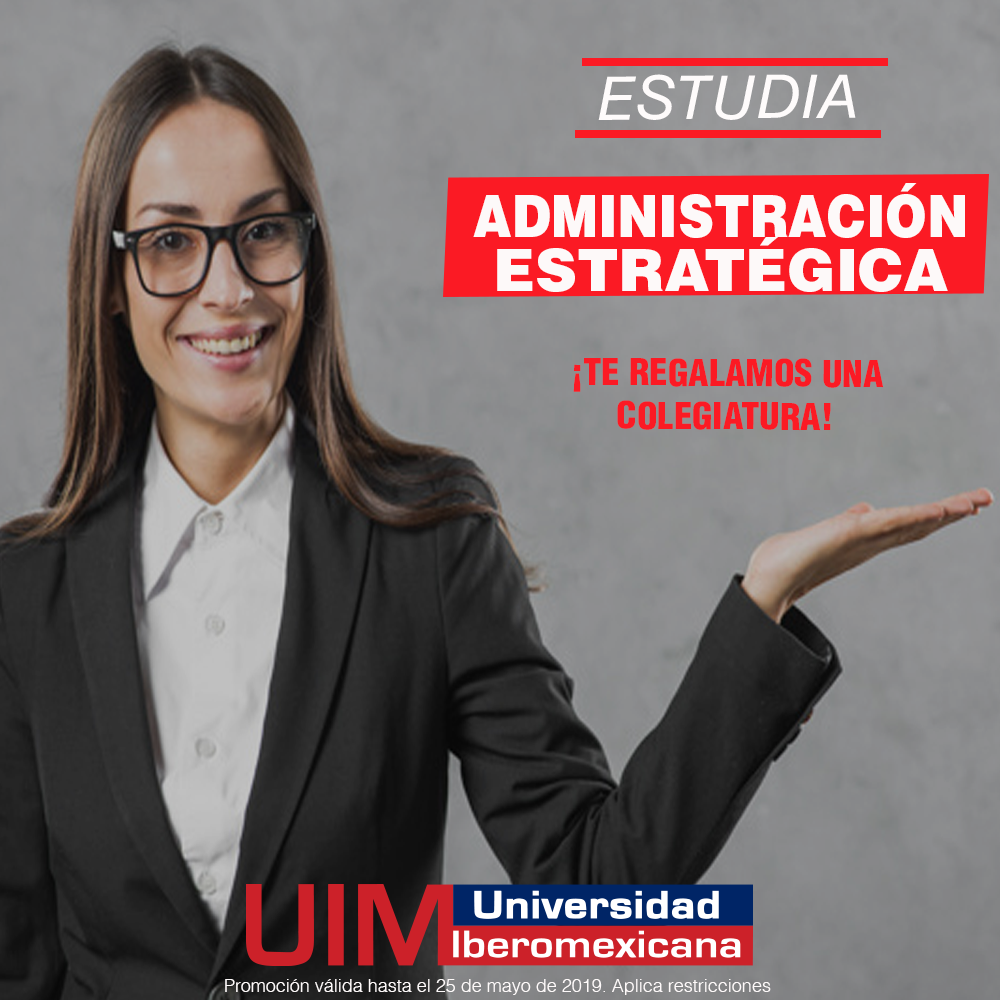 ESTUDIA
ADMINISTRACIÓN
ESTRATÉGICA
¡TE REGALAMOS UNA
COLEGIATURA!
UIM Universidad
Iberomexicana
Promoción válida hasta el 25 de mayo de 2019. Aplica restricciones